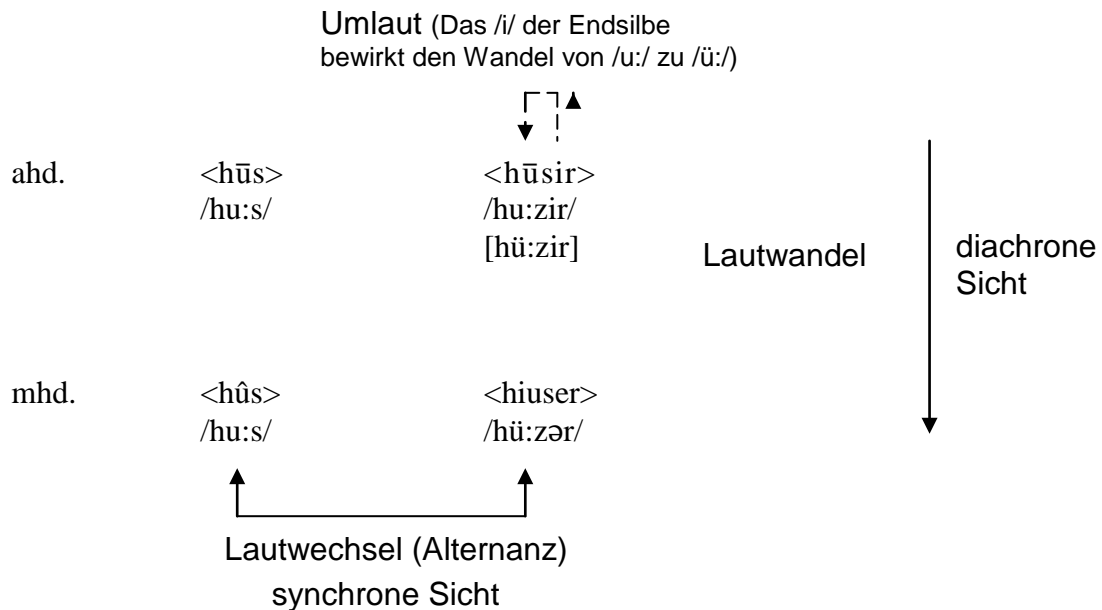 Umlaut (Das /i/ der Endsilbe
bewirkt den Wandel von /u:/ zu /ü:/)
ahd. <hūs> <hūsir>
/hu:s/ /hu:zir/
[hü:zir]
Lautwandel
diachrone
Sicht
mhd. <hûs> <hiuser>
/hu:s/ /hü:zər/
Lautwechsel (Alternanz)
synchrone Sicht